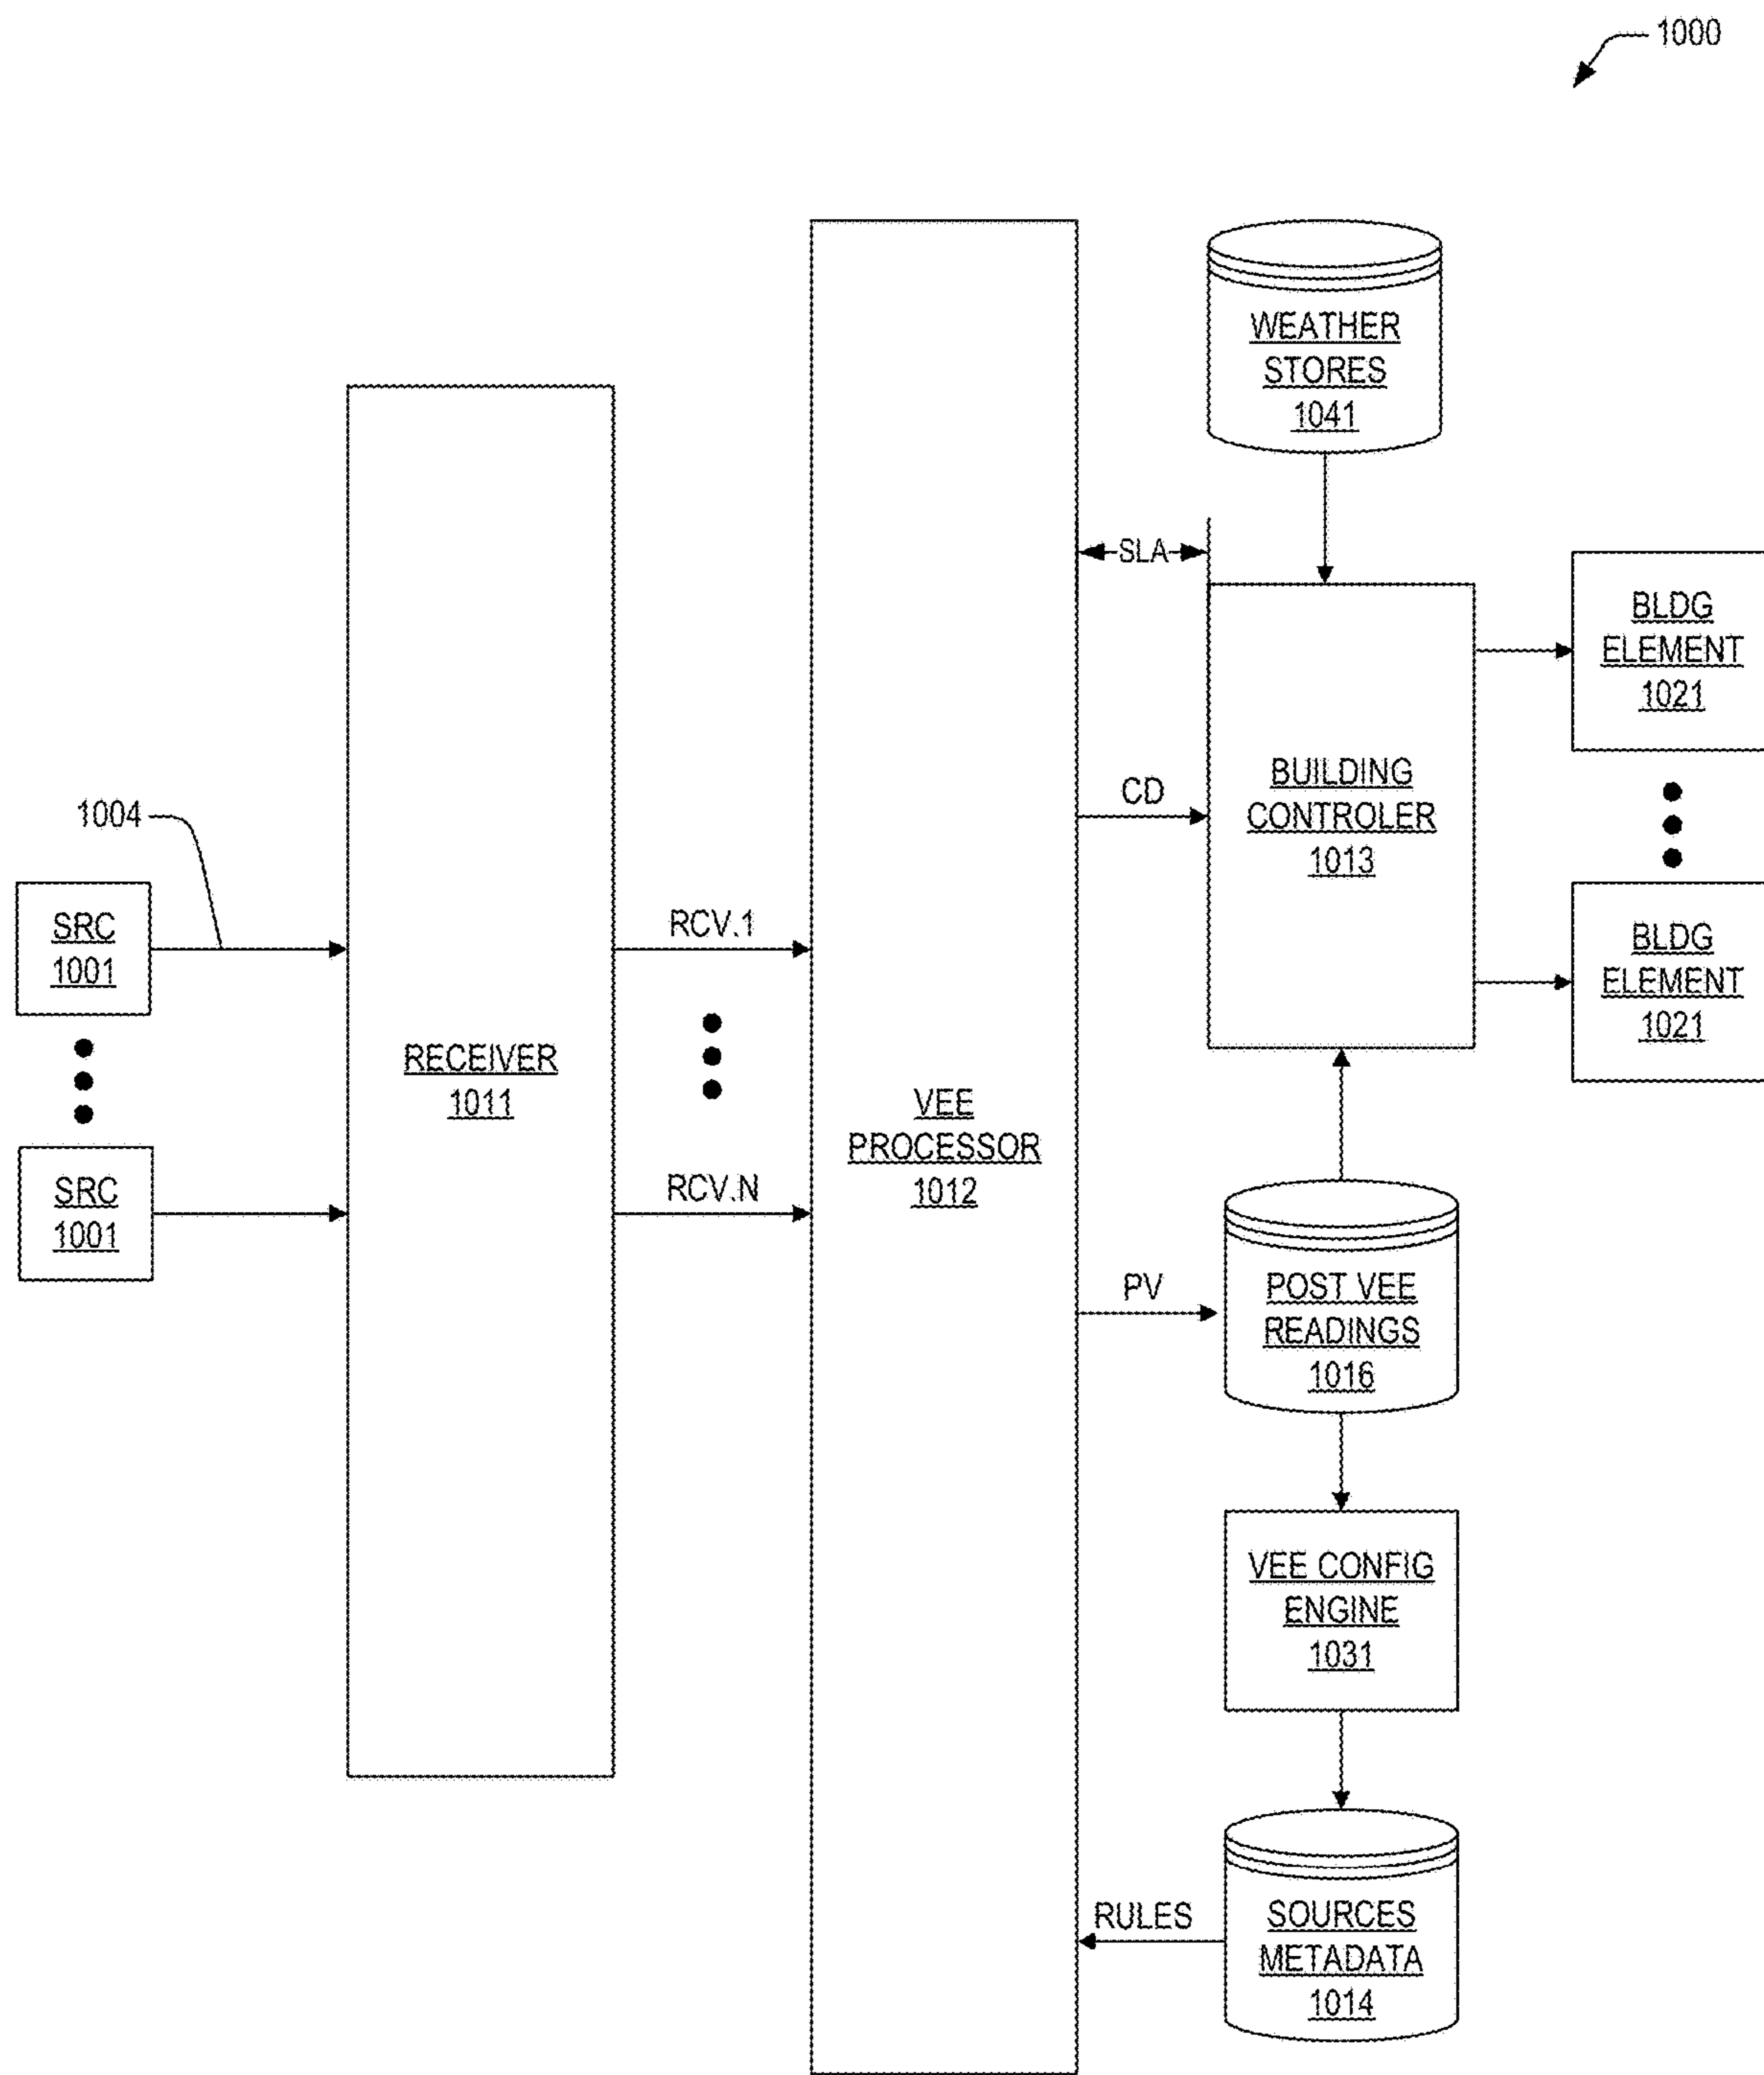 1000
WEATHER
STORES
1041
SLA
BLDG
ELEMENT
1021
BUILDING
CONTROLER
1013
CD
1004
SRC
1001
RCV.1
BLDG
ELEMENT
1021
RECEIVER
1011
VEE
PROCESSOR
1012
SRC
1001
RCV.N
PV
POST VEE
READINGS
1016
VEE CONFIG
ENGINE
1031
RULES
SOURCES
METADATA
1014